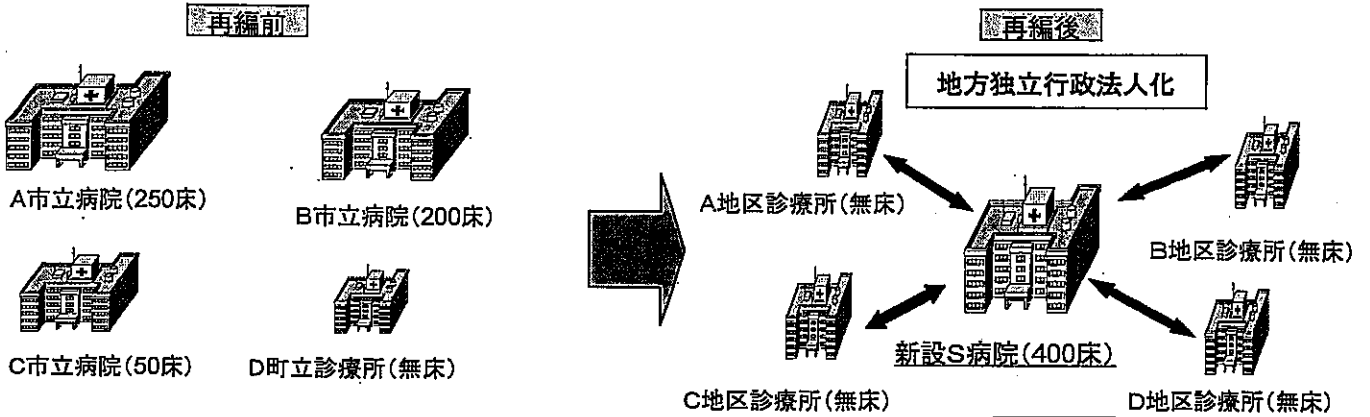 再編前
A市立病院(250床)
B市立病院(200床)
C市立病院(50床)
D町立診療所(無床)
再編後
地方独立行政法人化
A地区診療所(無床)
B地区診療所(無床)
新設S病院(400床)
C地区診療所(無床)
D地区診療所(無床)